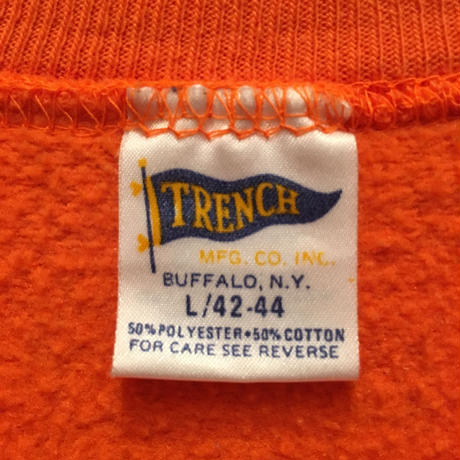 TRENCH
MFG. CO. INC.
BUFFALO, N.Y.
L/42-44
50% POLYESTER•50% COTTON
FOR CARE SEE REVERSE